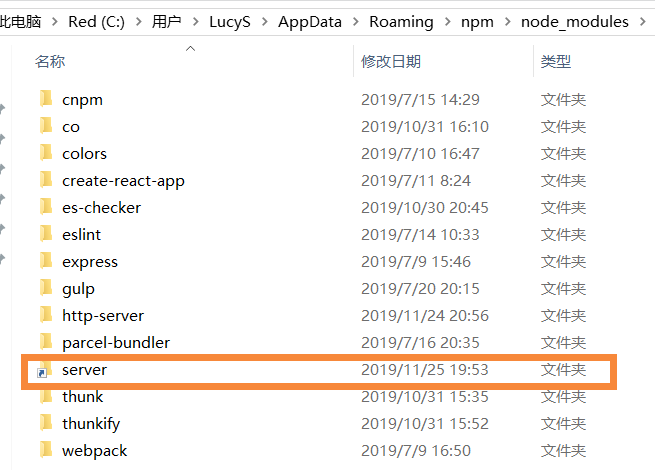 此电脑 > Red (C:) > 用户 > LucyS > AppData > Roaming > npm > node_modules >
名称 修改日期 类型
cnpm 2019/7/15 14:29 文件夹
co 2019/10/31 16:10 文件夹
colors 2019/7/10 16:47 文件夹
create-react-app 2019/7/11 8:24 文件夹
es-checker 2019/10/30 20:45 文件夹
eslint 2019/7/14 10:33 文件夹
express 2019/7/9 15:46 文件夹
gulp 2019/7/20 20:15 文件夹
http-server 2019/11/24 20:56 文件夹
parcel-bundler 2019/7/16 20:35 文件夹
server 2019/11/25 19:53 文件夹
thunk 2019/10/31 15:35 文件夹
thunkify 2019/10/31 15:52 文件夹
webpack 2019/7/9 16:50 文件夹